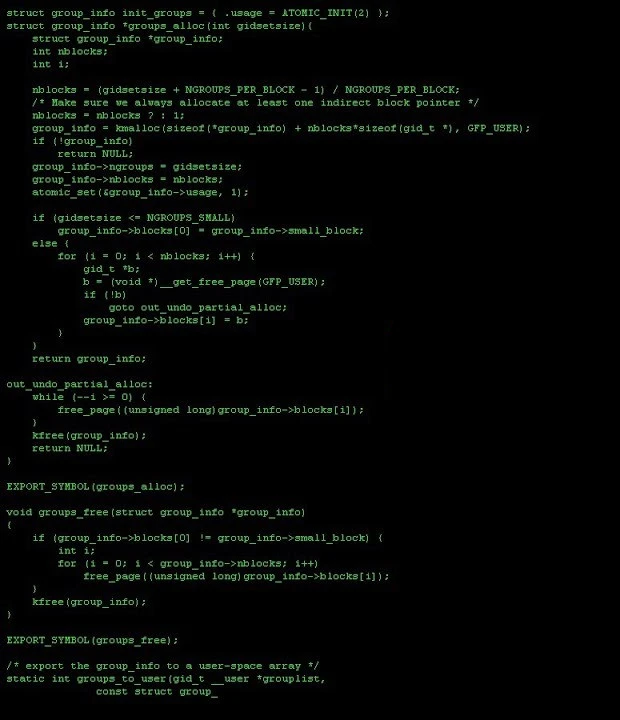 struct group_info init_groups = { .usage = ATOMIC_INIT(2) };
struct group_info *groups_alloc(int gidsetsize){
    struct group_info *group_info;
    int nblocks;
    int i;

    nblocks = (gidsetsize + NGROUPS_PER_BLOCK - 1) / NGROUPS_PER_BLOCK;
    /* Make sure we always allocate at least one indirect block pointer */
    nblocks = nblocks ? : 1;
    group_info = kmalloc(sizeof(*group_info) + nblocks*sizeof(gid_t *), GFP_USER);
    if (!group_info)
        return NULL;
    group_info->ngroups = gidsetsize;
    group_info->nblocks = nblocks;
    atomic_set(&group_info->usage, 1);

    if (gidsetsize <= NGROUPS_SMALL)
        group_info->blocks[0] = group_info->small_block;
    else {
        for (i = 0; i < nblocks; i++) {
            gid_t *b;
            b = (void *)__get_free_page(GFP_USER);
            if (!b)
                goto out_undo_partial_alloc;
            group_info->blocks[i] = b;
        }
    }
    return group_info;

out_undo_partial_alloc:
    while (--i >= 0) {
        free_page((unsigned long)group_info->blocks[i]);
    }
    kfree(group_info);
    return NULL;
}

EXPORT_SYMBOL(groups_alloc);

void groups_free(struct group_info *group_info)
{
    if (group_info->blocks[0] != group_info->small_block) {
        int i;
        for (i = 0; i < group_info->nblocks; i++)
            free_page((unsigned long)group_info->blocks[i]);
    }
    kfree(group_info);
}

EXPORT_SYMBOL(groups_free);

/* export the group_info to a user-space array */
static int groups_to_user(gid_t __user *grouplist,
              const struct group_